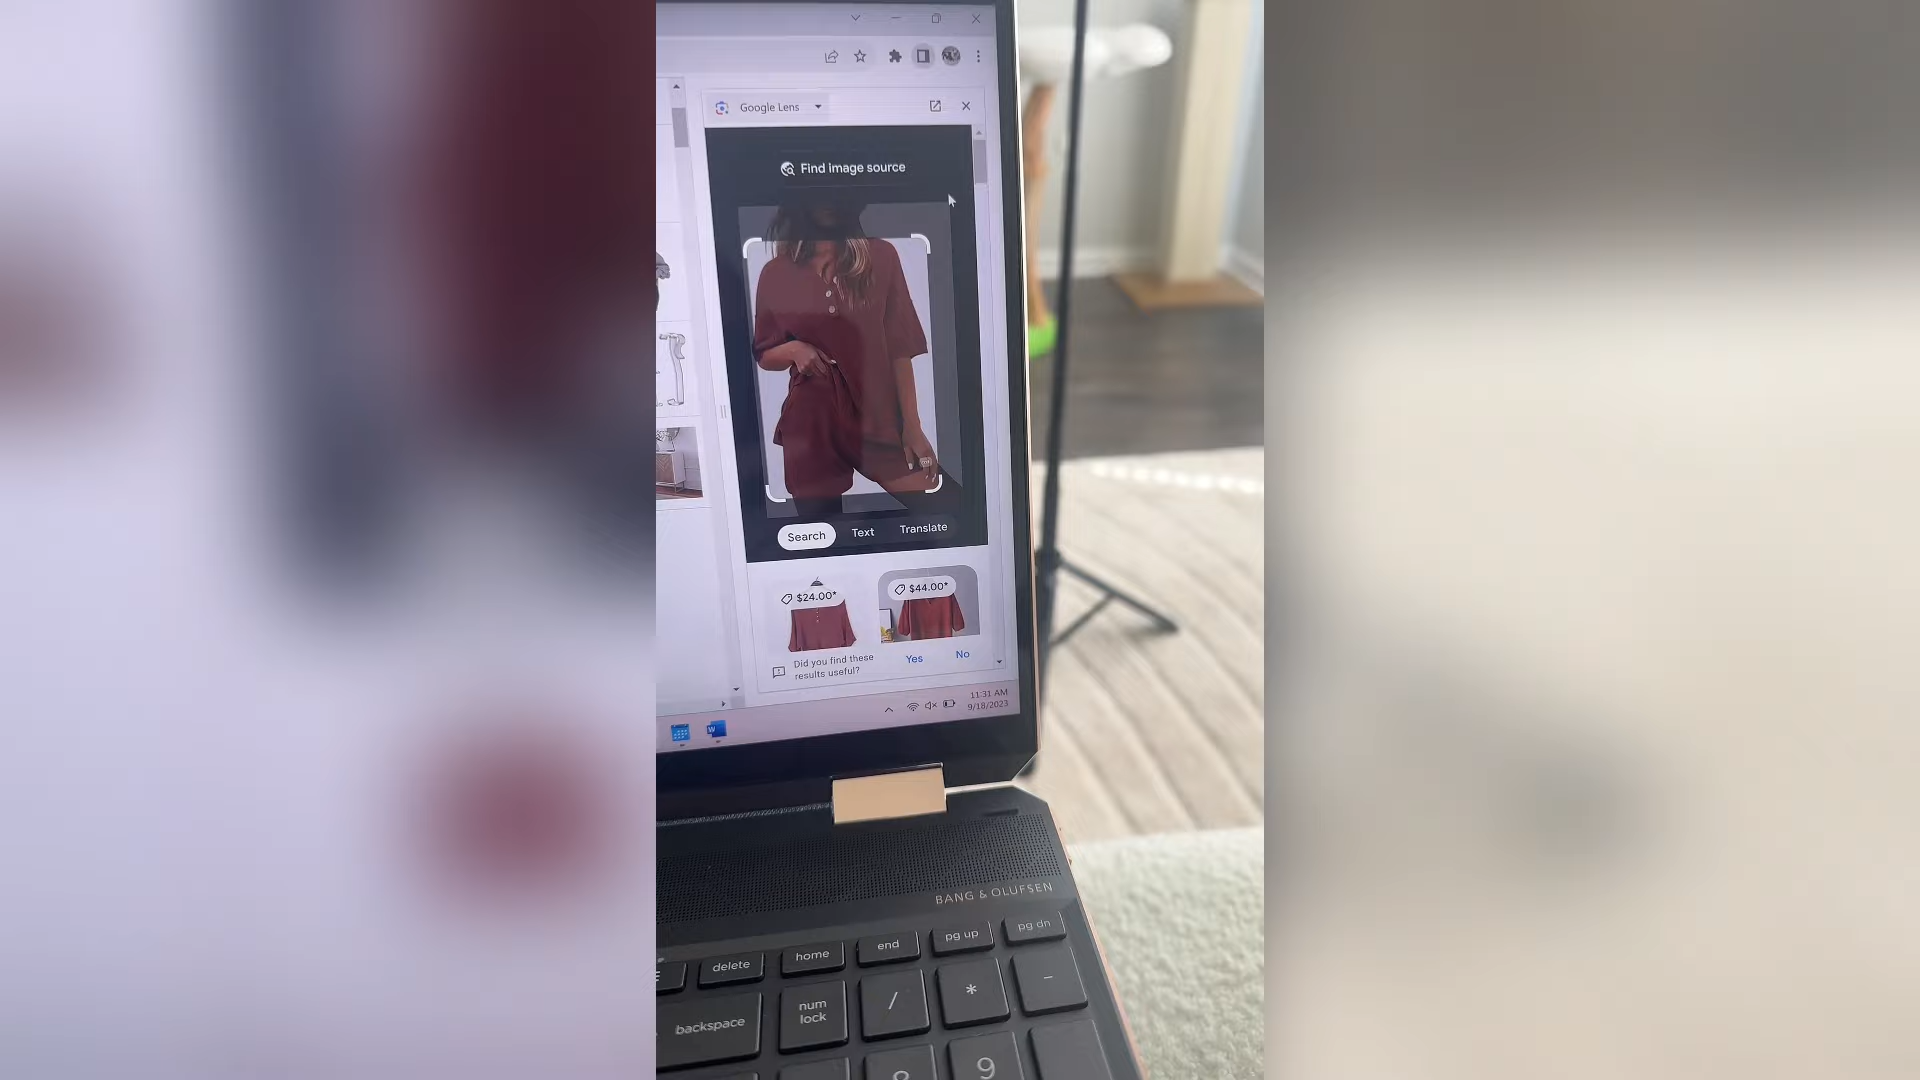 Google Lens
Find image source
Search
Text
Translate
$24.00*
$44.00*
Did you find these
results useful?
Yes
No
11:31 AM
9/18/2023
W
BANG & OLUFSEN
delete
home
end
pg up
pg dn
backspace
num
lock
/
*
-
9